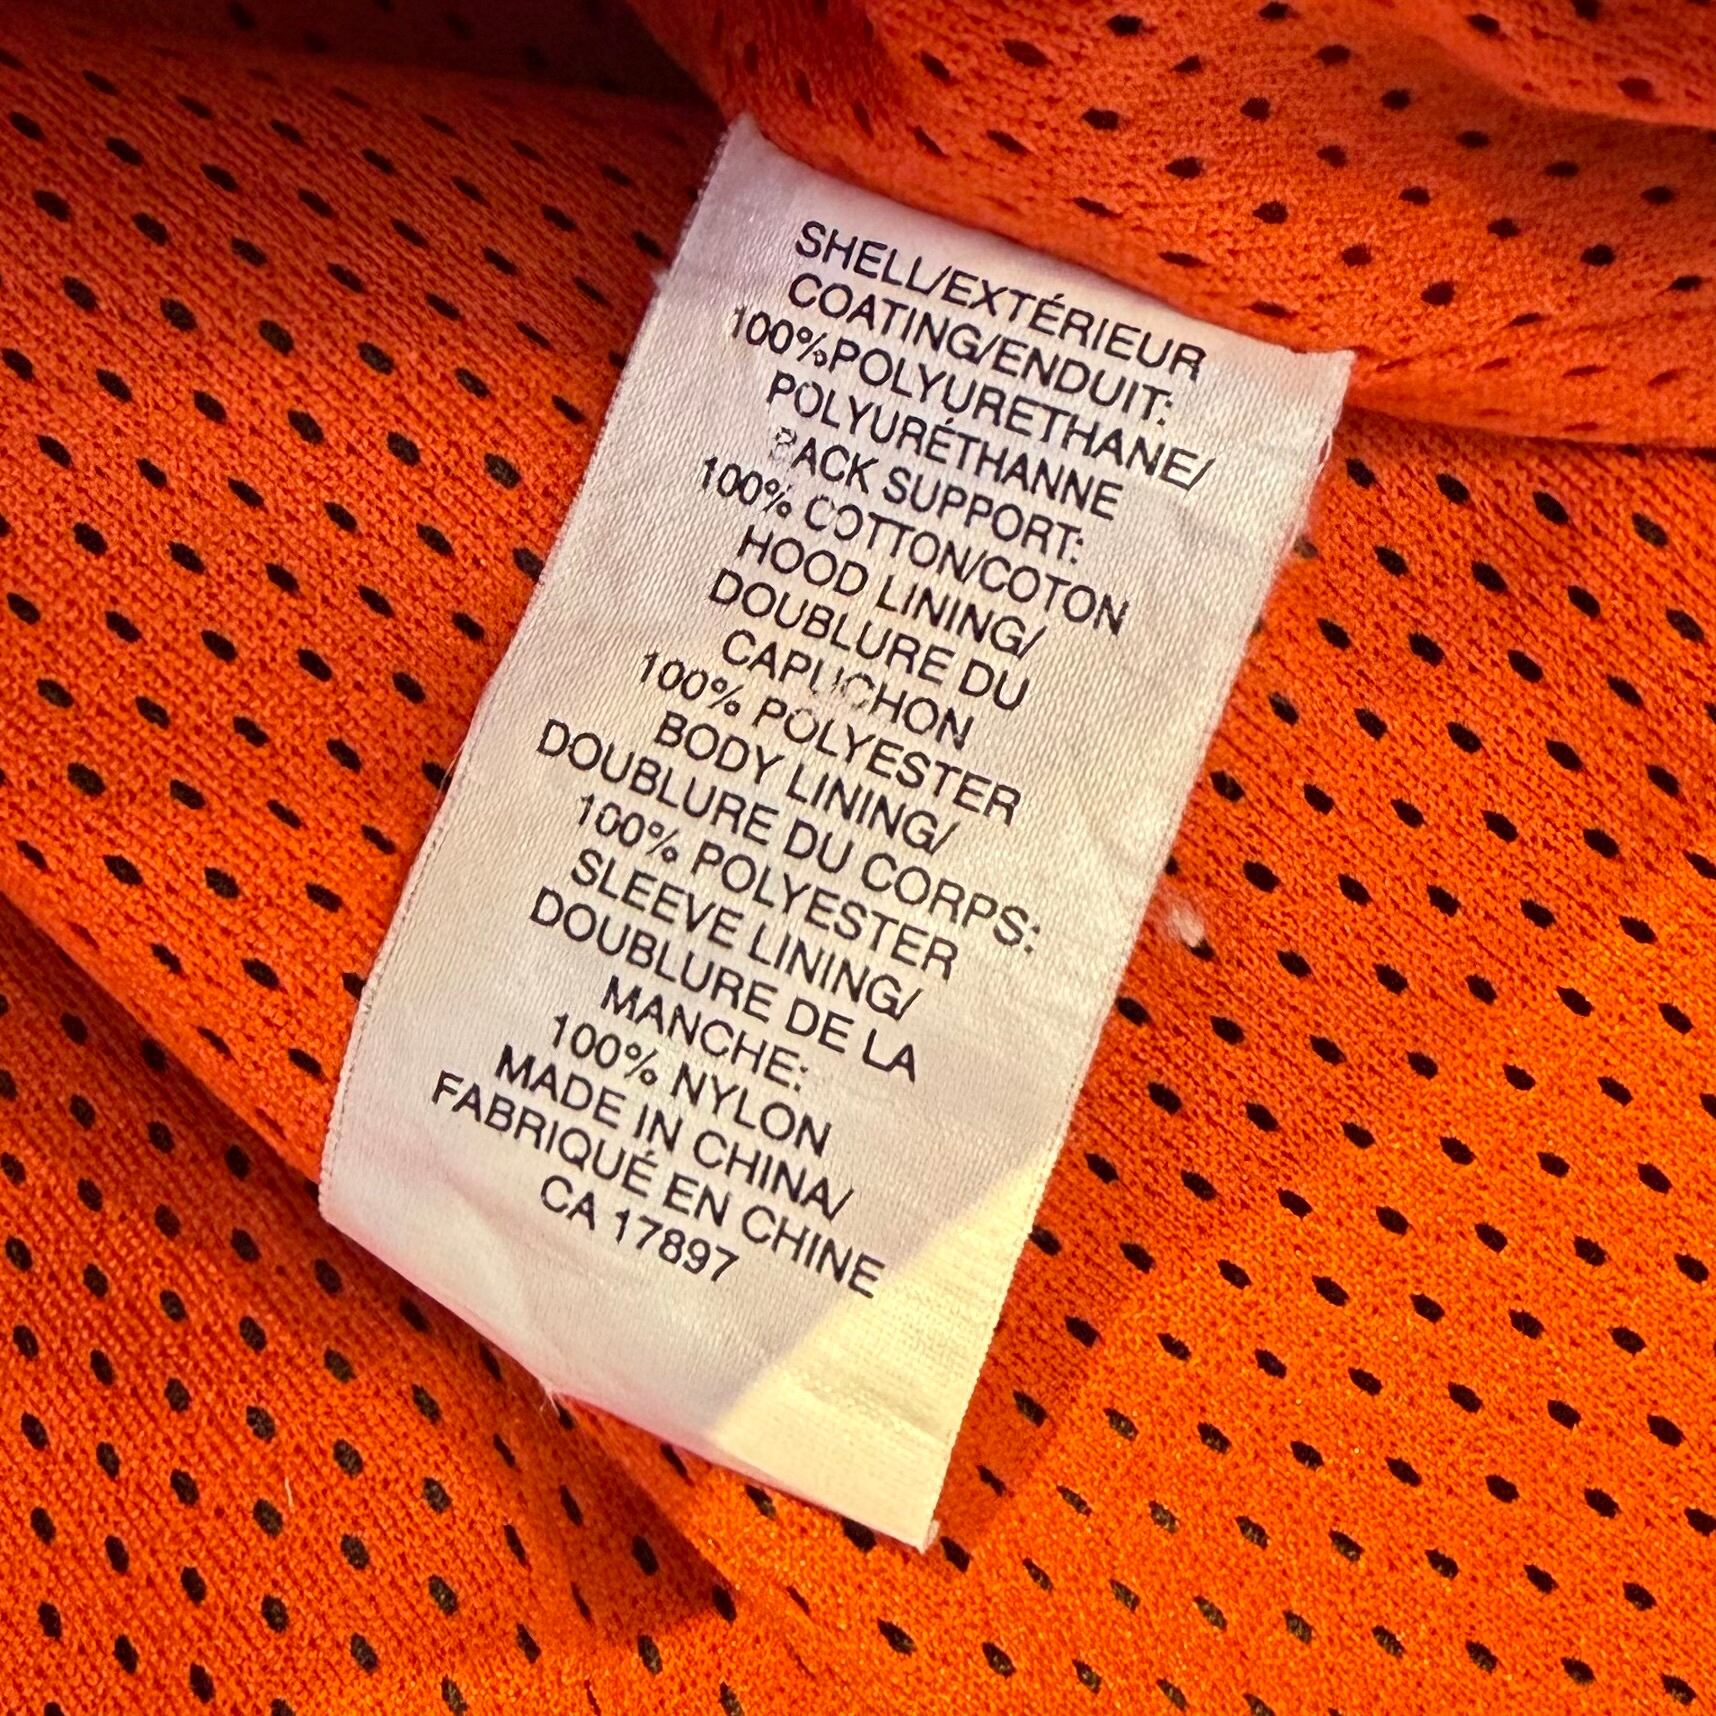 SHELL/EXTÉRIEUR
COATING/ENDUIT:
100%POLYURETHANE/
POLYURÉTHANNE
BACK SUPPORT:
100% COTTON/COTON
HOOD LINING/
DOUBLURE DU
CAPUCHON
100% POLYESTER
BODY LINING/
DOUBLURE DU CORPS:
100% POLYESTER
SLEEVE LINING/
DOUBLURE DE LA
MANCHE:
100% NYLON
MADE IN CHINA/
FABRIQUÉ EN CHINE
CA 17897